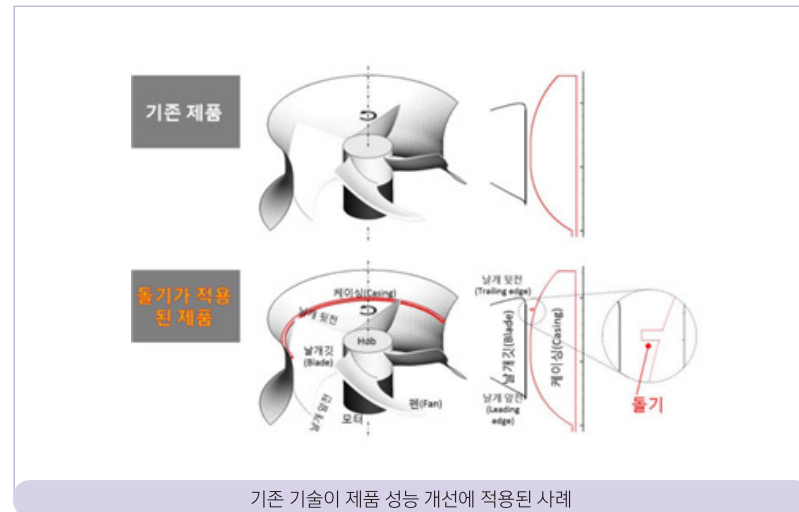 기존 제품
돌기가 적용
된 제품
케이싱(Casing)
날개 뒷전
Hub
날개깃
(Blade)
날개 앞전
모터
팬(Fan)
날개 뒷전
(Trailing edge)
날개깃(Blade)
케이싱(Casing)
날개 앞전
(Leading
edge)
돌기
기존 기술이 제품 성능 개선에 적용된 사례